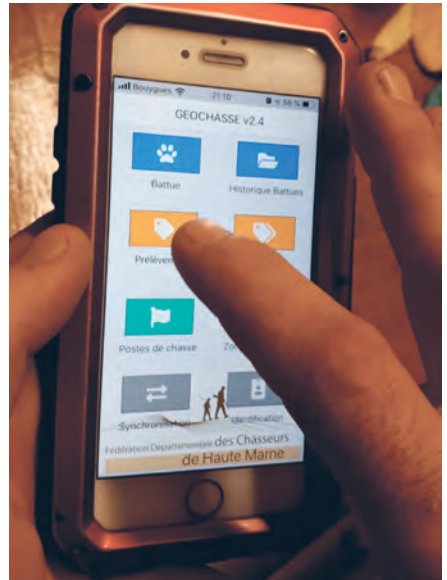 Bouygues 21:10 56 %
GEOCHASSE v2.4
Battue Historique Battues
Postes de chasse
Synchronisation Identification
Fédération Départementale des Chasseurs
de Haute Marne